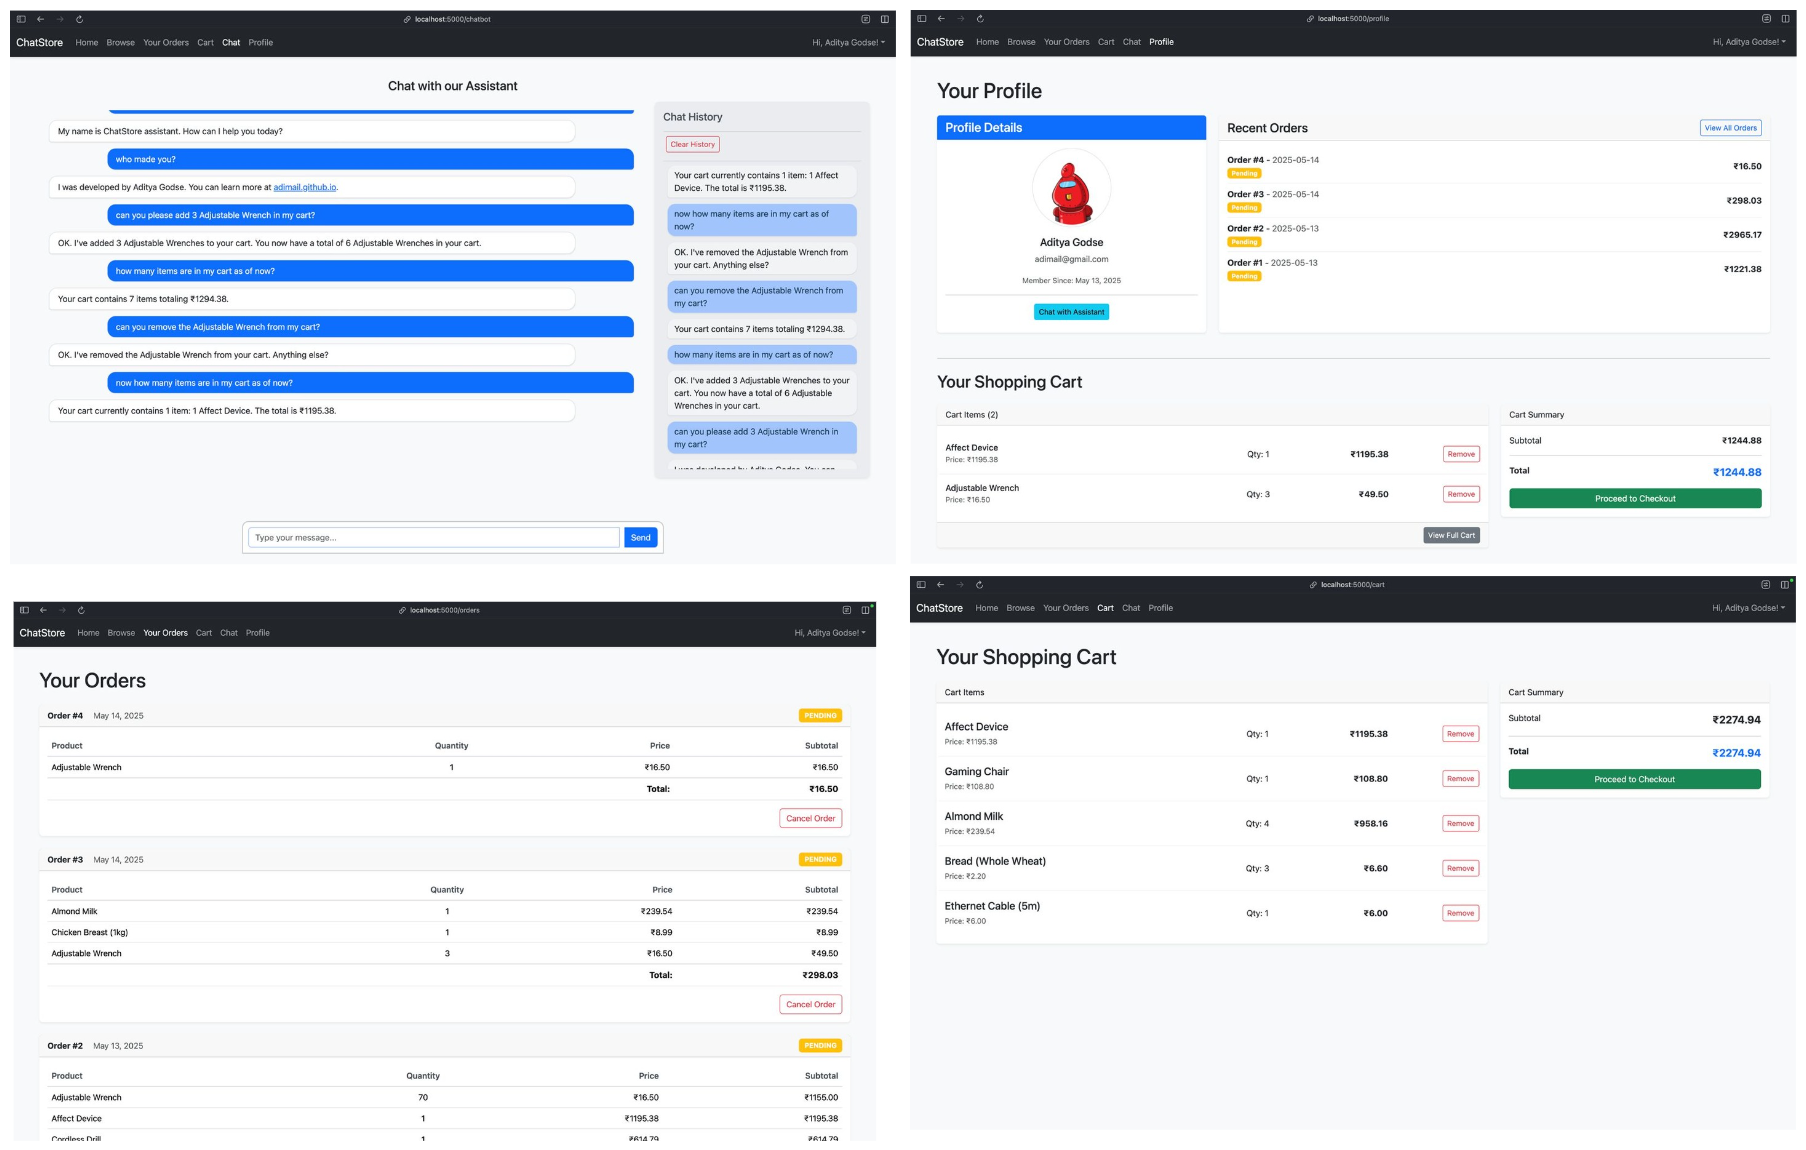 localhost:5000/chatbot
ChatStore Home Browse Your Orders Cart Chat Profile Hi, Aditya Godse!
Chat with our Assistant
My name is ChatStore assistant. How can I help you today?
who made you?
I was developed by Aditya Godse. You can learn more at adimail.github.io.
can you please add 3 Adjustable Wrench in my cart?
OK. I've added 3 Adjustable Wrenches to your cart. You now have a total of 6 Adjustable Wrenches in your cart.
how many items are in my cart as of now?
Your cart contains 7 items totaling ₹1294.38.
can you remove the Adjustable Wrench from my cart?
OK. I've removed the Adjustable Wrench from your cart. Anything else?
now how many items are in my cart as of now?
Your cart currently contains 1 item: 1 Affect Device. The total is ₹1195.38.
Chat History
Clear History
Your cart currently contains 1 item: 1 Affect
Device. The total is ₹1195.38.
now how many items are in my cart as of
now?
OK. I've removed the Adjustable Wrench from
your cart. Anything else?
can you remove the Adjustable Wrench from
my cart?
Your cart contains 7 items totaling ₹1294.38.
how many items are in my cart as of now?
OK. I've added 3 Adjustable Wrenches to your
cart. You now have a total of 6 Adjustable
Wrenches in your cart.
can you please add 3 Adjustable Wrench in
my cart?
I was developed by Aditya Godse. You can
Type your message...
Send
localhost:5000/profile
ChatStore Home Browse Your Orders Cart Chat Profile Hi, Aditya Godse!
Your Profile
Profile Details
Aditya Godse
adimail@gmail.com
Member Since: May 13, 2025
Chat with Assistant
Recent Orders View All Orders
Order #4 - 2025-05-14
Pending
₹16.50
Order #3 - 2025-05-14
Pending
₹298.03
Order #2 - 2025-05-13
Pending
₹2965.17
Order #1 - 2025-05-13
Pending
₹1221.38
Your Shopping Cart
Cart Items (2)
Affect Device
Price: ₹1195.38
Qty: 1 ₹1195.38 Remove
Adjustable Wrench
Price: ₹16.50
Qty: 3 ₹49.50 Remove
View Full Cart
Cart Summary
Subtotal ₹1244.88
Total ₹1244.88
Proceed to Checkout
localhost:5000/orders
ChatStore Home Browse Your Orders Cart Chat Profile Hi, Aditya Godse!
Your Orders
Order #4 May 14, 2025 PENDING
Product Quantity Price Subtotal
Adjustable Wrench 1 ₹16.50 ₹16.50
Total: ₹16.50
Cancel Order
Order #3 May 14, 2025 PENDING
Product Quantity Price Subtotal
Almond Milk 1 ₹239.54 ₹239.54
Chicken Breast (1kg) 1 ₹8.99 ₹8.99
Adjustable Wrench 3 ₹16.50 ₹49.50
Total: ₹298.03
Cancel Order
Order #2 May 13, 2025 PENDING
Product Quantity Price Subtotal
Adjustable Wrench 70 ₹16.50 ₹1155.00
Affect Device 1 ₹1195.38 ₹1195.38
Cordless Drill 1 ₹614.79 ₹614.79
localhost:5000/cart
ChatStore Home Browse Your Orders Cart Chat Profile Hi, Aditya Godse!
Your Shopping Cart
Cart Items
Affect Device
Price: ₹1195.38
Qty: 1 ₹1195.38 Remove
Gaming Chair
Price: ₹108.80
Qty: 1 ₹108.80 Remove
Almond Milk
Price: ₹239.54
Qty: 4 ₹958.16 Remove
Bread (Whole Wheat)
Price: ₹2.20
Qty: 3 ₹6.60 Remove
Ethernet Cable (5m)
Price: ₹6.00
Qty: 1 ₹6.00 Remove
Cart Summary
Subtotal ₹2274.94
Total ₹2274.94
Proceed to Checkout